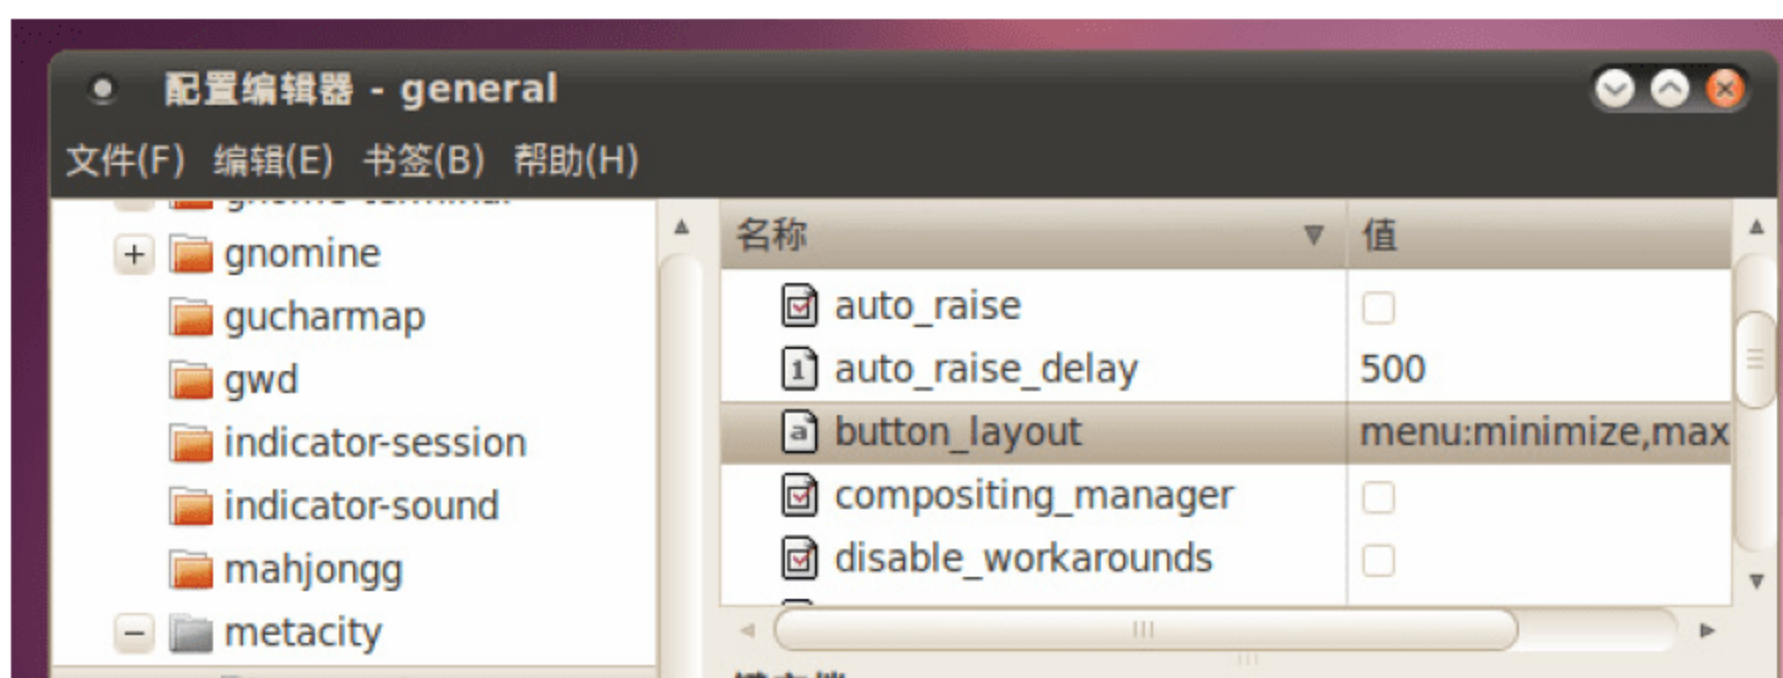 配置编辑器 - general
文件(F) 编辑(E) 书签(B) 帮助(H)
gnomine
gucharmap
gwd
indicator-session
indicator-sound
mahjongg
metacity
名称 值
auto_raise
auto_raise_delay 500
button_layout menu:minimize,max
compositing_manager
disable_workarounds